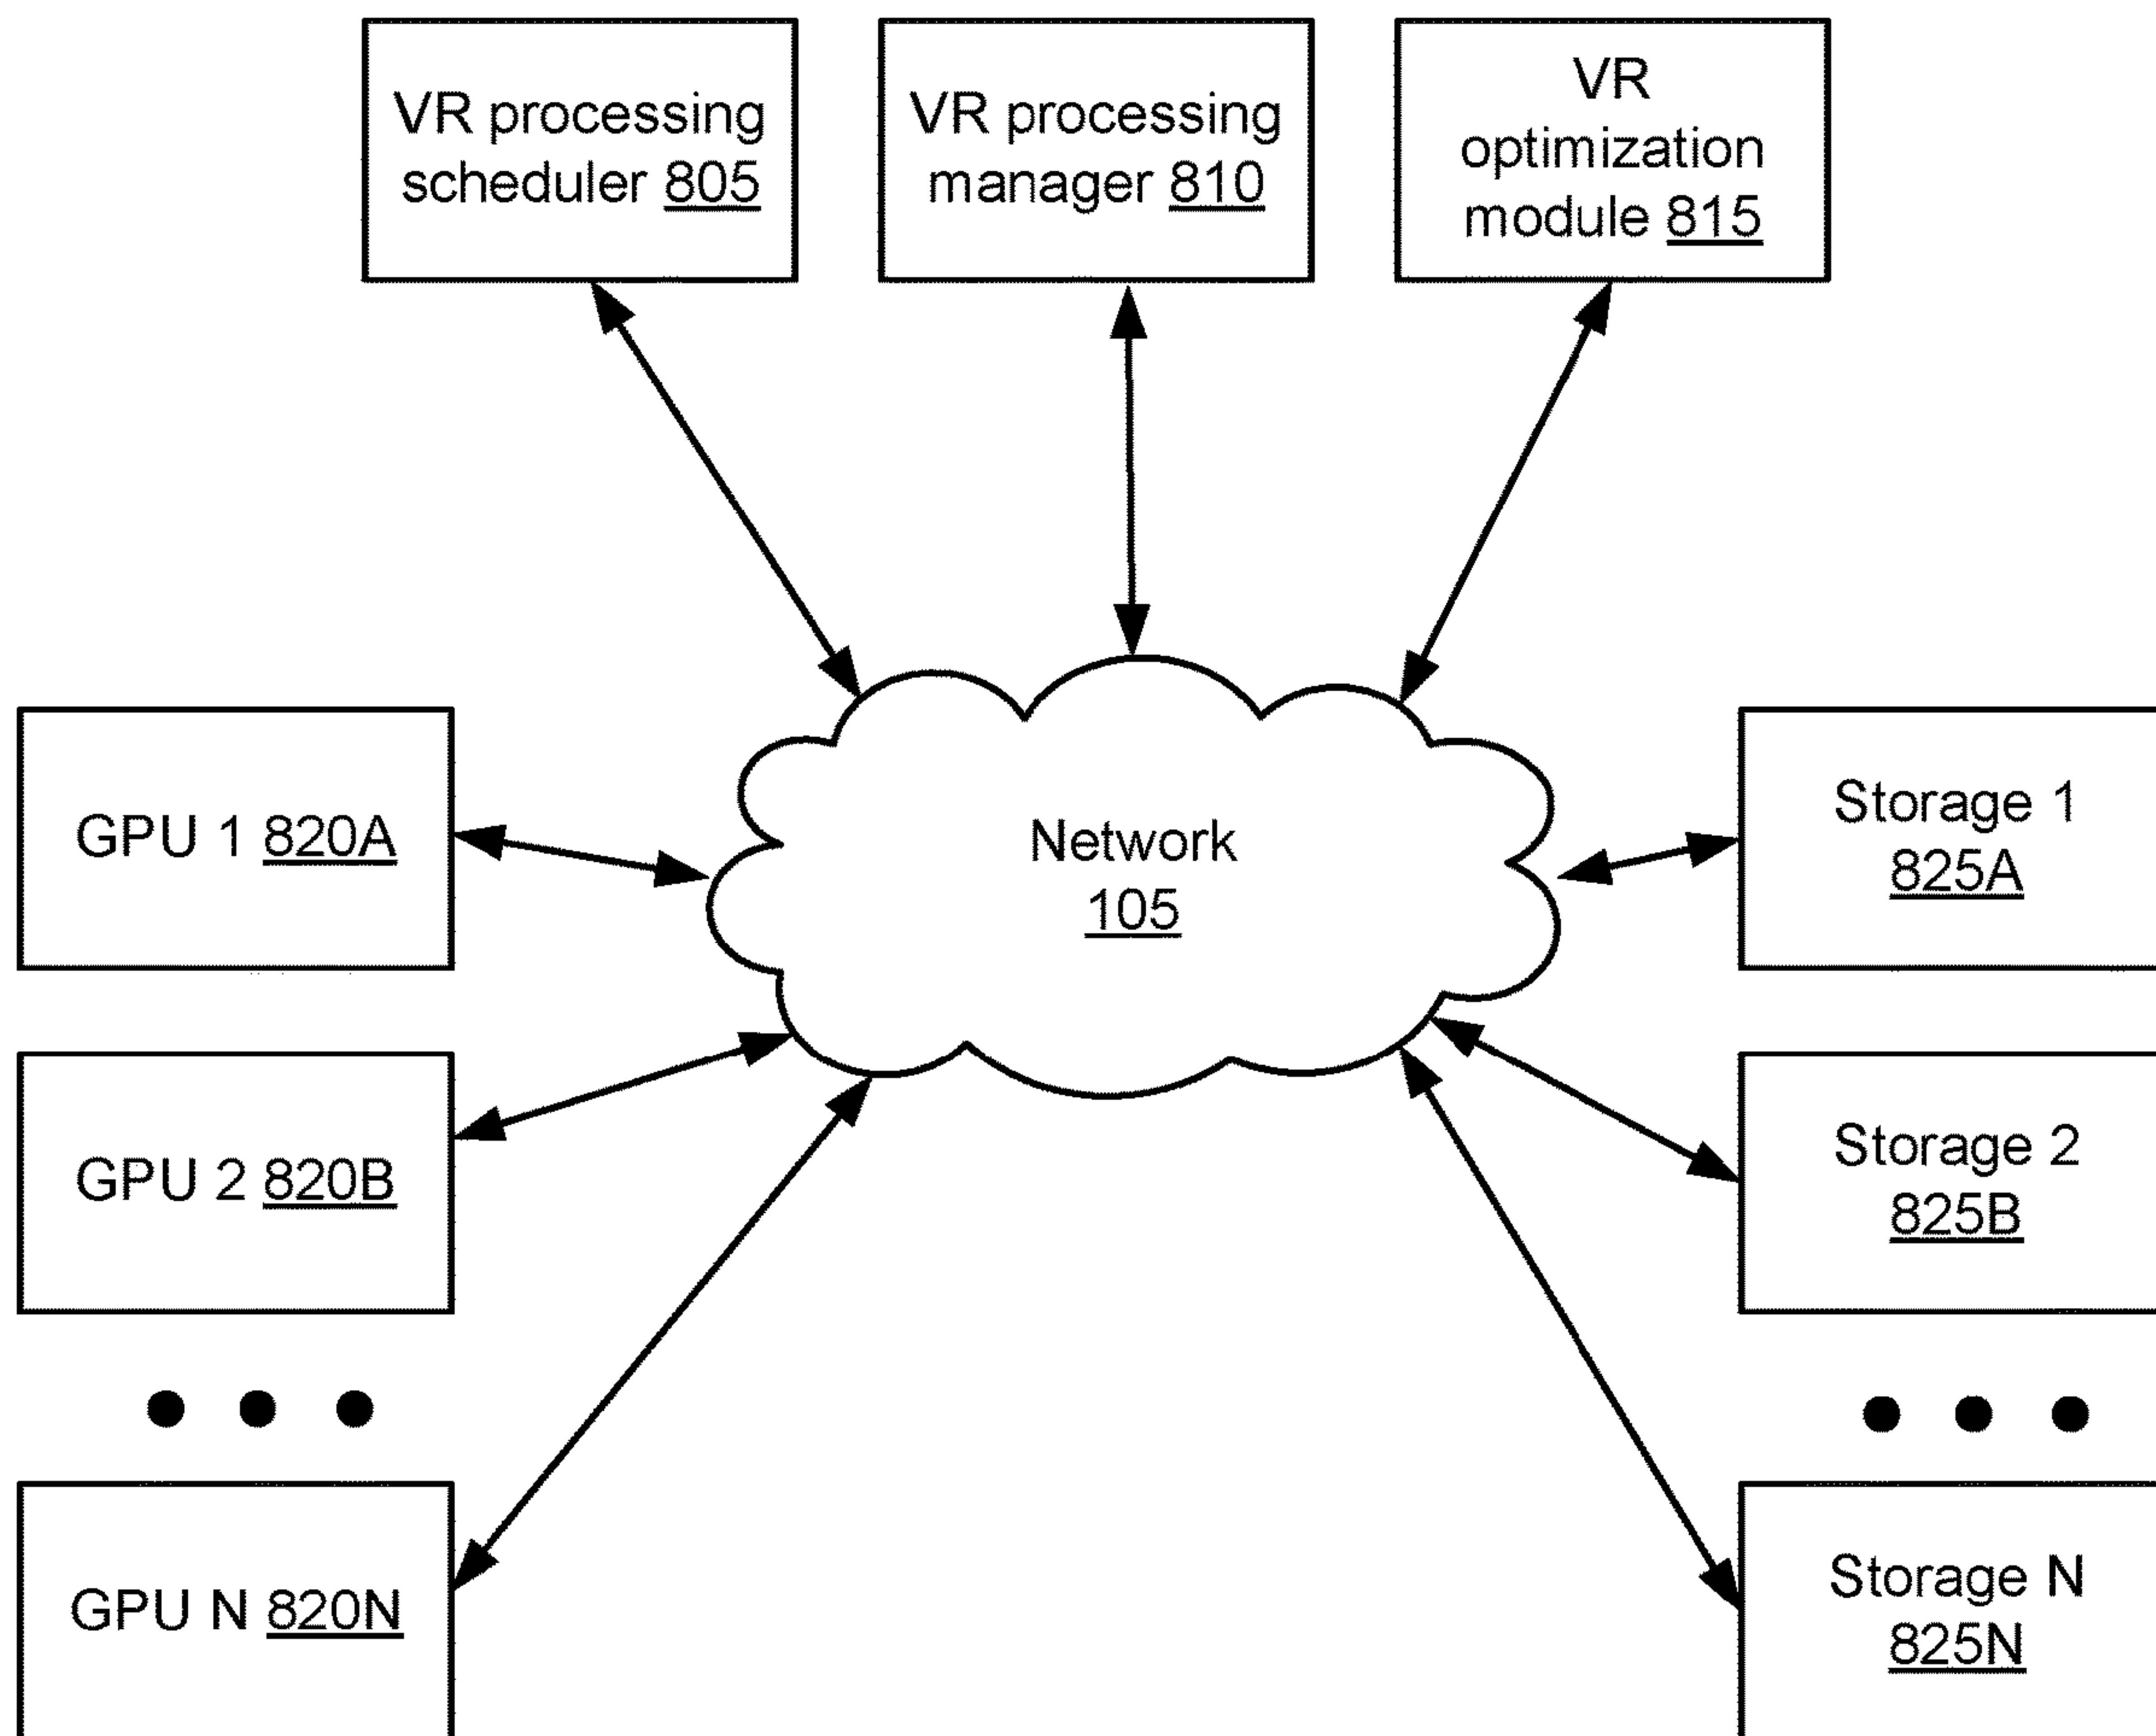 VR processing
scheduler 805
VR processing
manager 810
VR
optimization
module 815
GPU 1 820A
Network
105
Storage 1
825A
GPU 2 820B
Storage 2
825B
GPU N 820N
Storage N
825N